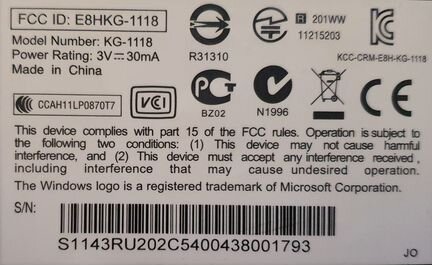 FCC ID: E8HKG-1118
Model Number: KG-1118
Power Rating: 3V⎓30mA
Made in China
R31310
R 201WW
11215203
KCC-CRM-E8H-KG-1118
CCAH11LP0870T7
VCI
BZ02
N1996
CE
This device complies with part 15 of the FCC rules. Operation is subject to
the following two conditions: (1) This device may not cause harmful
interference, and (2) This device must accept any interference received,
including interference that may cause undesired operation.
The Windows logo is a registered trademark of Microsoft Corporation.
S/N:
S1143RU202C5400438001793
JO